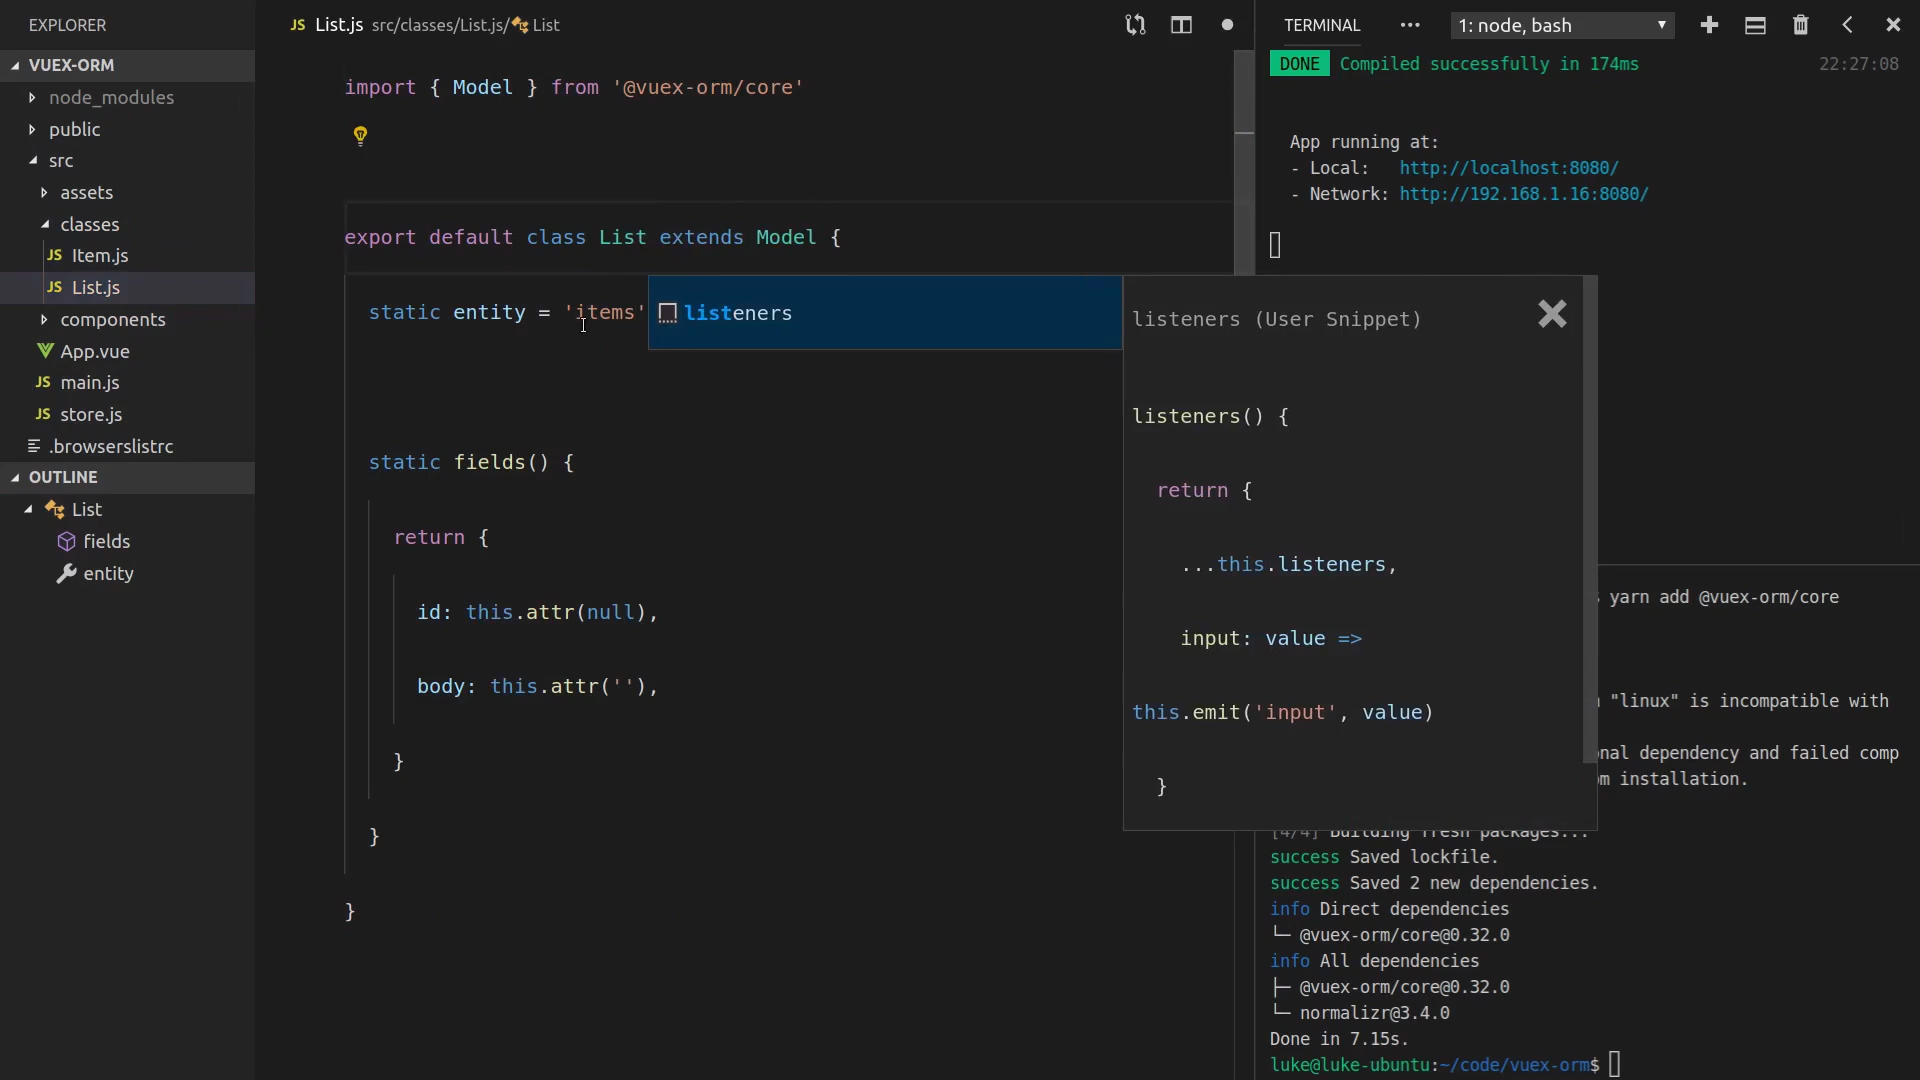 EXPLORER
VUEX-ORM
node_modules
public
src
assets
classes
JS Item.js
JS List.js
components
App.vue
JS main.js
JS store.js
.browserslistrc
OUTLINE
List
fields
entity
JS List.js src/classes/List.js/ List
import { Model } from '@vuex-orm/core'
export default class List extends Model {
static entity = 'items'
static fields() {
return {
id: this.attr(null),
body: this.attr(''),
}
}
}
listeners
listeners (User Snippet)
listeners() {
return {
...this.listeners,
input: value =>
this.emit('input', value)
}
TERMINAL ... 1: node, bash
DONE Compiled successfully in 174ms 22:27:08
App running at:
- Local: http://localhost:8080/
- Network: http://192.168.1.16:8080/
yarn add @vuex-orm/core
"linux" is incompatible with
dependency and failed comp
installation.
[4/4] Building fresh packages...
success Saved lockfile.
success Saved 2 new dependencies.
info Direct dependencies
└─ @vuex-orm/core@0.32.0
info All dependencies
├─ @vuex-orm/core@0.32.0
└─ normalizr@3.4.0
Done in 7.15s.
luke@luke-ubuntu:~/code/vuex-orm$